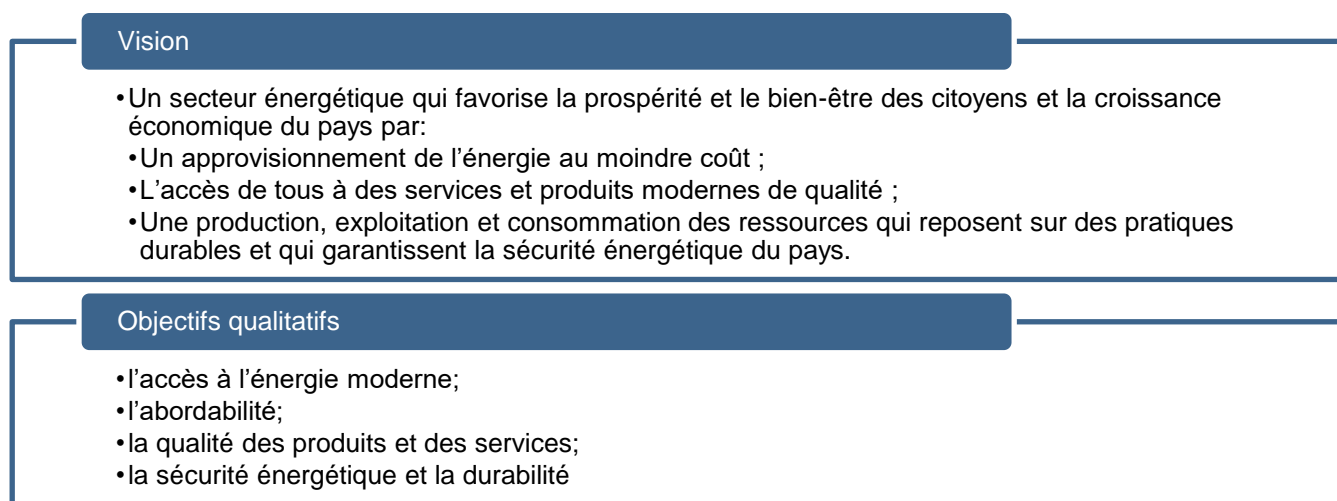 Vision
•Un secteur énergétique qui favorise la prospérité et le bien-être des citoyens et la croissance
économique du pays par:
•Un approvisionnement de l’énergie au moindre coût ;
•L’accès de tous à des services et produits modernes de qualité ;
•Une production, exploitation et consommation des ressources qui reposent sur des pratiques
durables et qui garantissent la sécurité énergétique du pays.
Objectifs qualitatifs
•l’accès à l’énergie moderne;
•l’abordabilité;
•la qualité des produits et des services;
•la sécurité énergétique et la durabilité